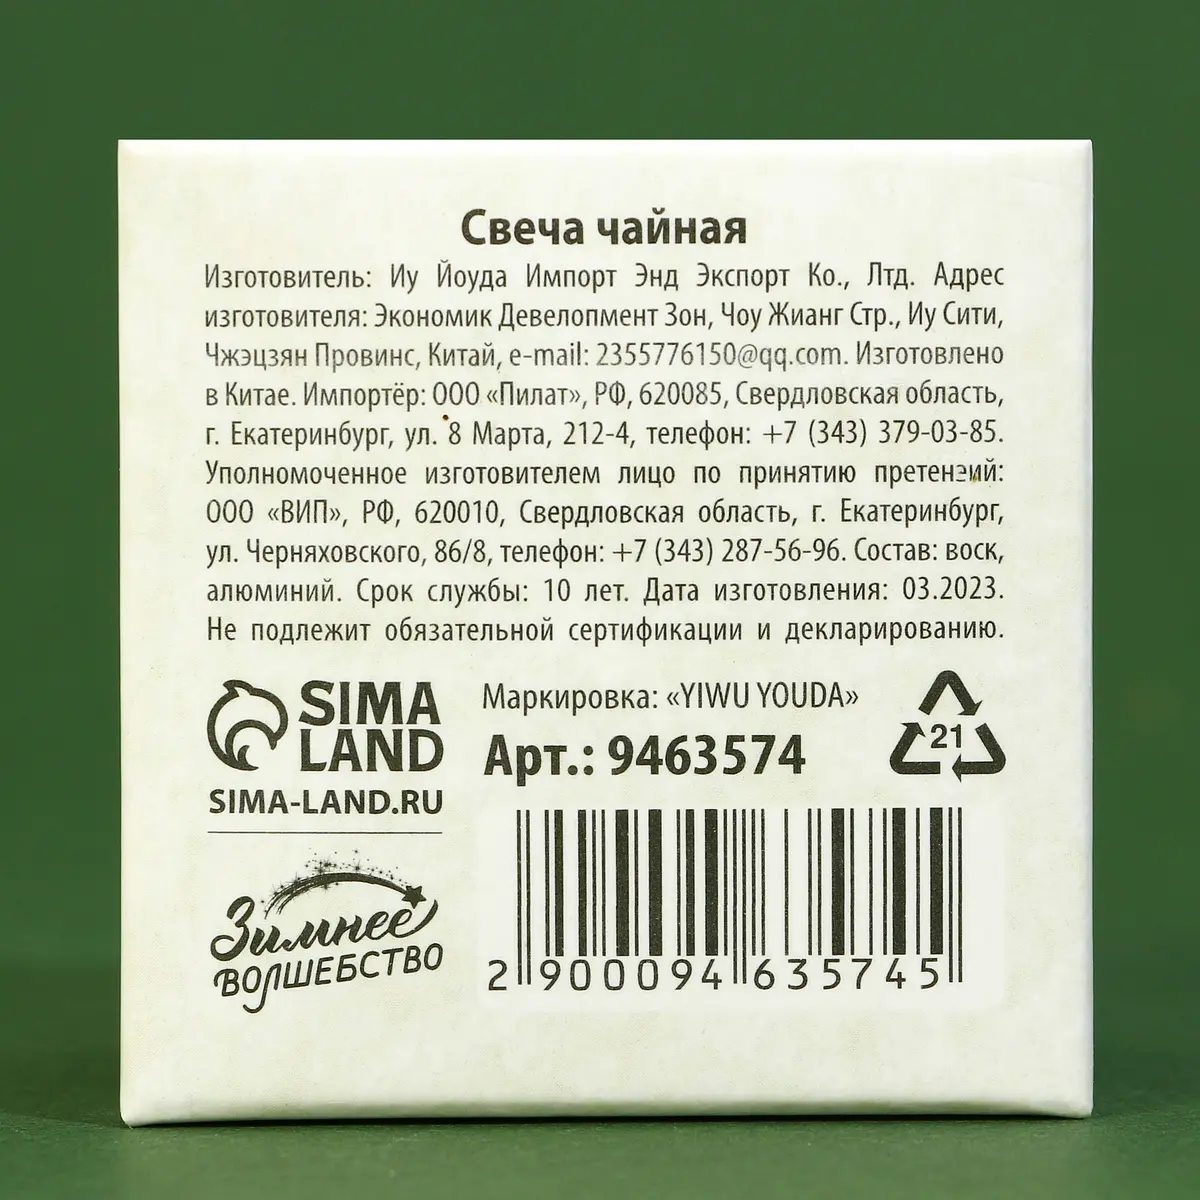 Свеча чайная
Изготовитель: Иу Йоуда Импорт Энд Экспорт Ко., Лтд. Адрес
изготовителя: Экономик Девелопмент Зон, Чоу Жианг Стр., Иу Сити,
Чжэцзян Провинс, Китай, e-mail: 2355776150@qq.com. Изготовлено
в Китае. Импортёр: ООО «Пилат», РФ, 620085, Свердловская область,
г. Екатеринбург, ул. 8 Марта, 212-4, телефон: +7 (343) 379-03-85.
Уполномоченное изготовителем лицо по принятию претензий:
ООО «ВИП», РФ, 620010, Свердловская область, г. Екатеринбург,
ул. Черняховского, 86/8, телефон: +7 (343) 287-56-96. Состав: воск,
алюминий. Срок службы: 10 лет. Дата изготовления: 03.2023.
Не подлежит обязательной сертификации и декларированию.
SIMA
LAND
SIMA-LAND.RU
Маркировка: «YIWU YOUDA»
Арт.: 9463574
21
Зимнее
волшебство
2 900094 635745